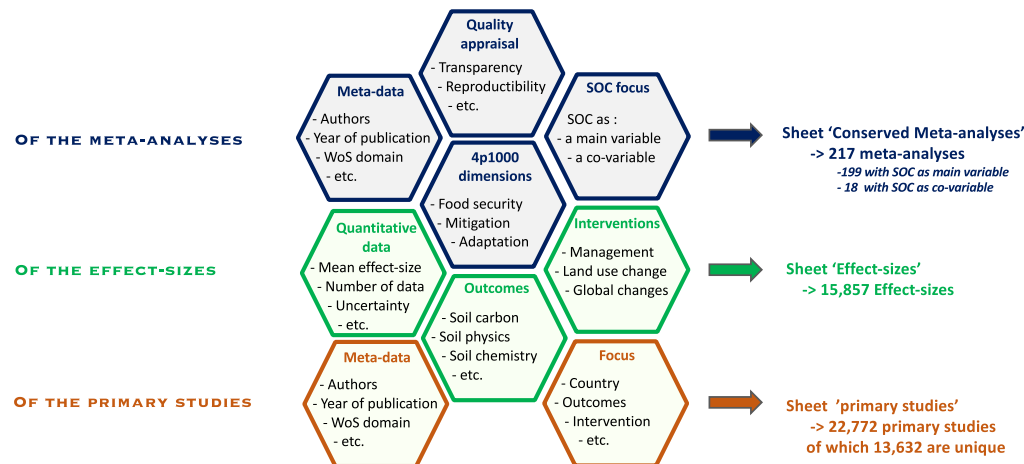 OF THE META-ANALYSES
Quality
appraisal
- Transparency
- Reproductibility
- etc.
Meta-data
- Authors
- Year of publication
- WoS domain
- etc.
SOC focus
SOC as :
- a main variable
- a co-variable
4p1000
dimensions
- Food security
- Mitigation
- Adaptation
Sheet ‘Conserved Meta-analyses’
-> 217 meta-analyses
-199 with SOC as main variable
- 18 with SOC as co-variable
OF THE EFFECT-SIZES
Quantitative
data
- Mean effect-size
- Number of data
- Uncertainty
- etc.
Interventions
- Management
- Land use change
- Global changes
Outcomes
- Soil carbon
- Soil physics
- Soil chemistry
- etc.
Sheet ‘Effect-sizes’
-> 15,857 Effect-sizes
OF THE PRIMARY STUDIES
Meta-data
- Authors
- Year of publication
- WoS domain
- etc.
Focus
- Country
- Outcomes
- Intervention
- etc.
Sheet ’primary studies’
-> 22,772 primary studies
of which 13,632 are unique